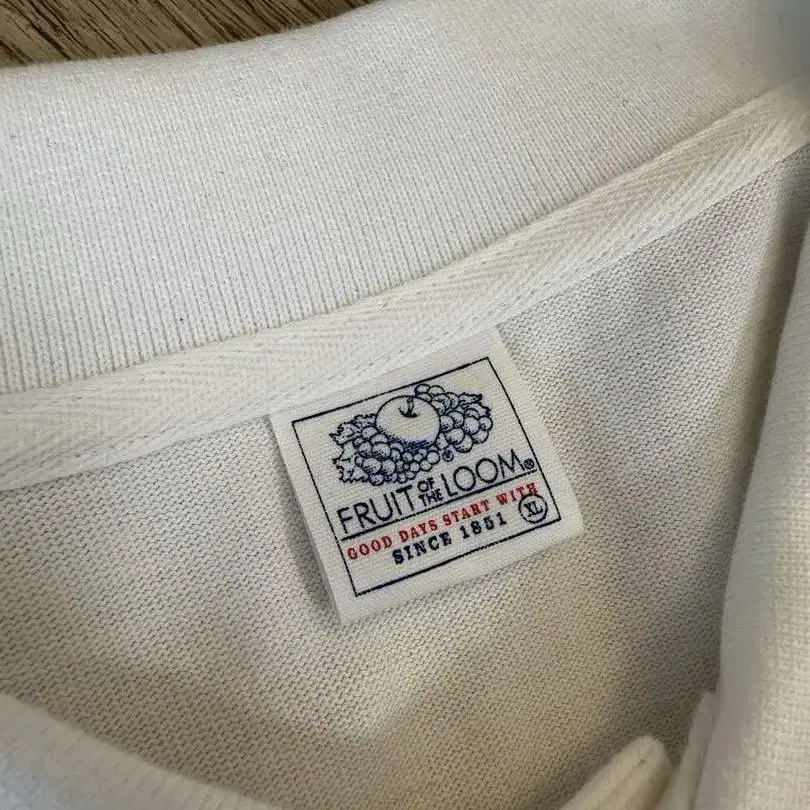 FRUIT OF THE LOOM®
GOOD DAYS START WITH
SINCE 1851 XL